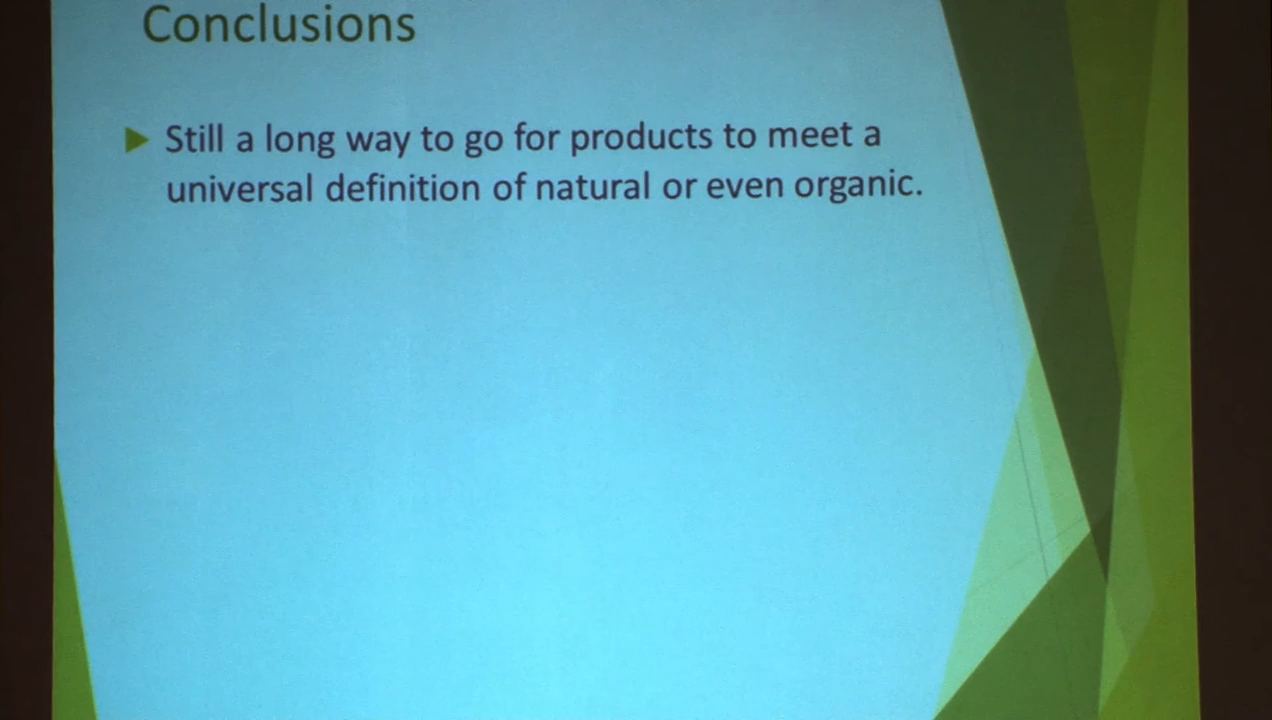 Conclusions
Still a long way to go for products to meet a
universal definition of natural or even organic.